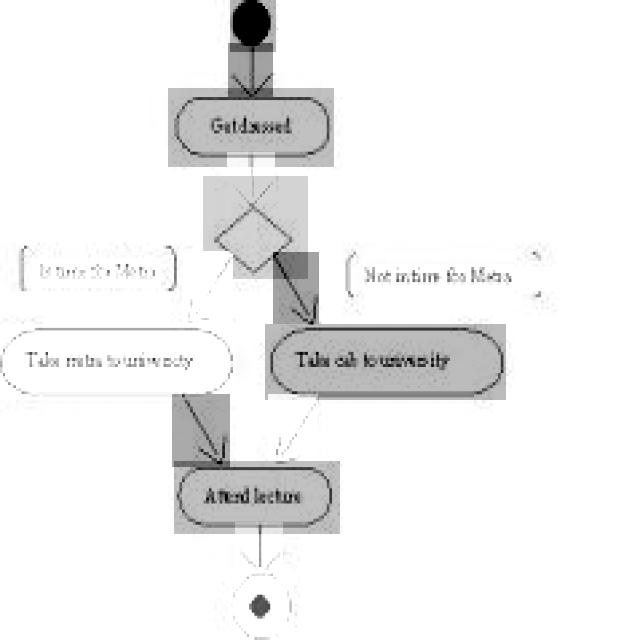 Get dressed
[In time for Metro]
[Not in time for Metro]
Take metro to university
Take cab to university
Attend lecture